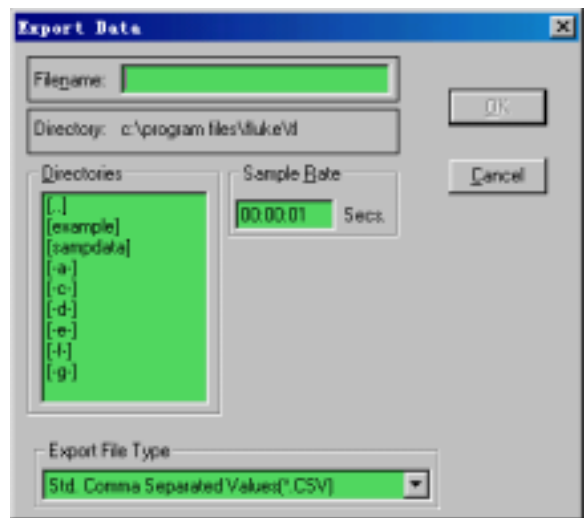 Export Data
Filename:
OK
Directory: c:\program files\fluke\tl
Directories
Sample Rate
Cancel
[..]
00:00:01 Secs.
[example]
[sampdata]
[-a-]
[-c-]
[-d-]
[-e-]
[-f-]
[-g-]
Export File Type
Std. Comma Separated Values(*.CSV)